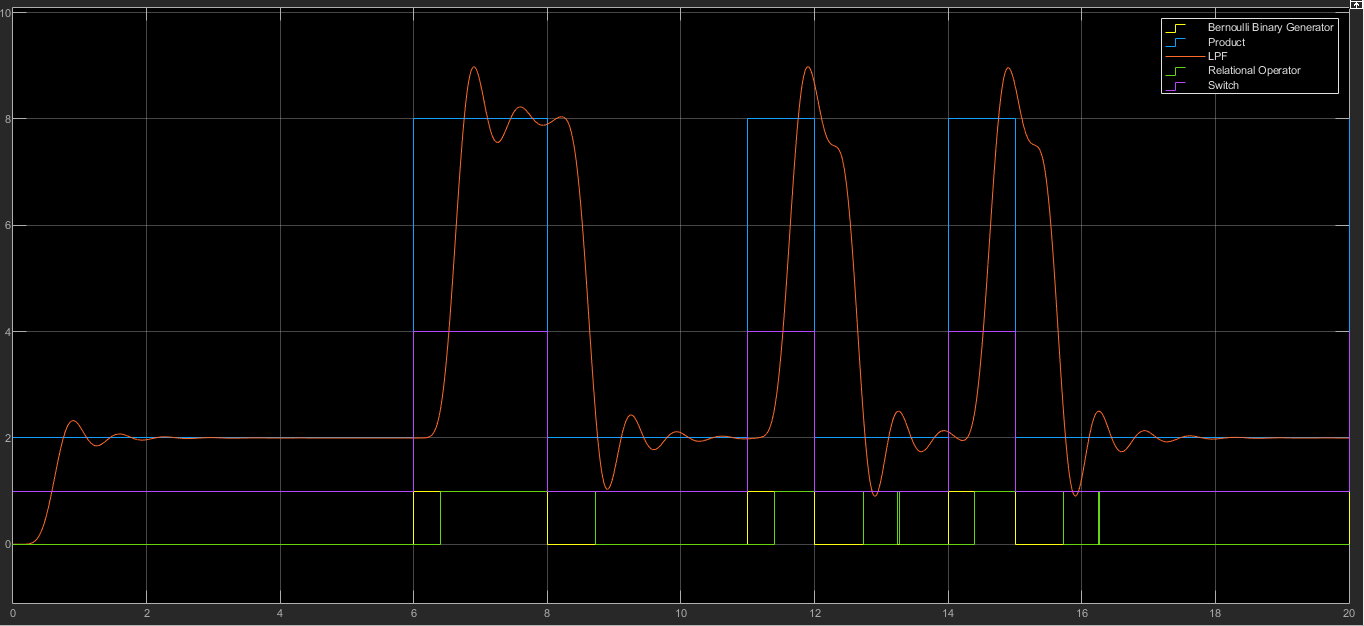 10
Bernoulli Binary Generator
Product
LPF
Relational Operator
Switch
8
6
4
2
0
0 2 4 6 8 10 12 14 16 18 20